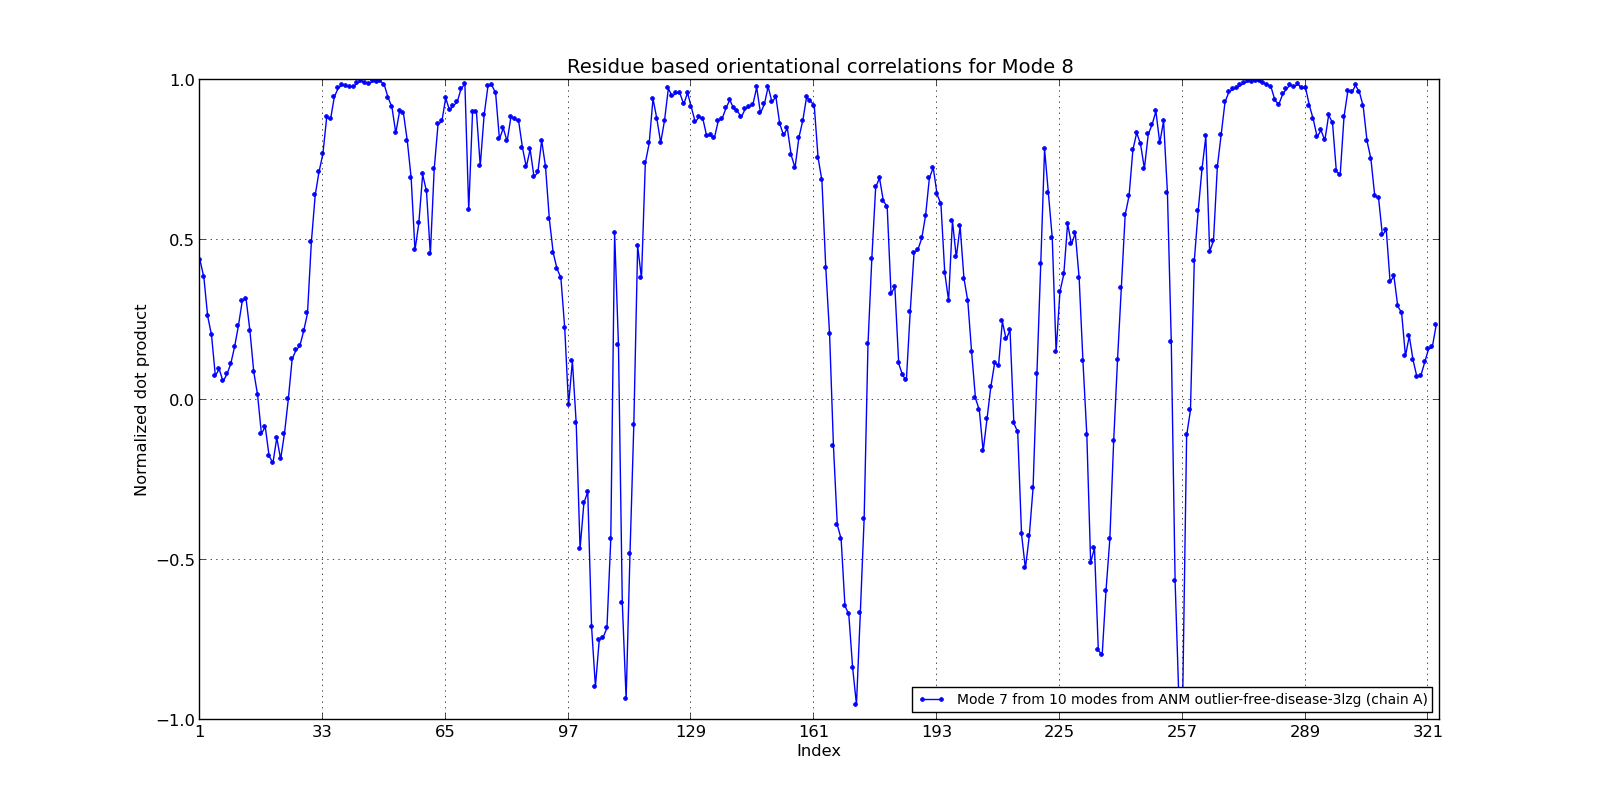 Residue based orientational correlations for Mode 8
Normalized dot product
1.0
0.5
0.0
−0.5
−1.0
Mode 7 from 10 modes from ANM outlier-free-disease-3lzg (chain A)
1 33 65 97 129 161 193 225 257 289 321
Index